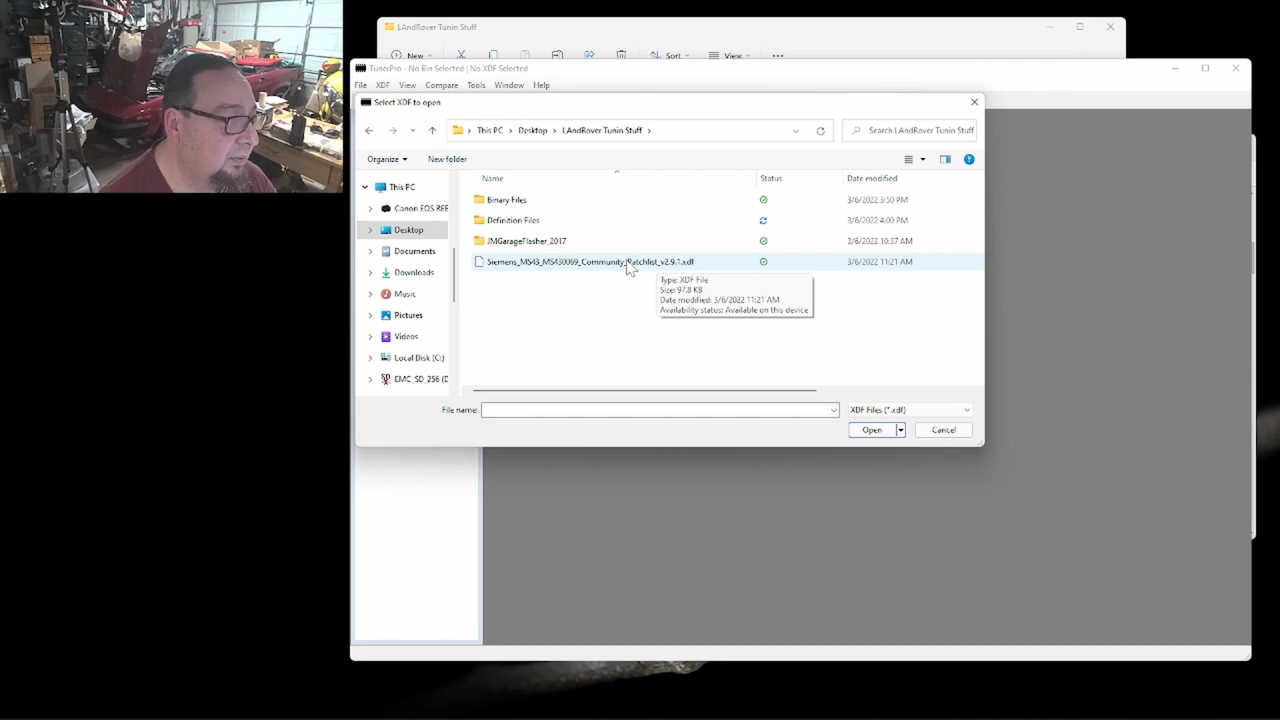 LAndRover Tunin Stuff
New
Sort
View
TunerPro - No Bin Selected | No XDF Selected
File XDF View Compare Tools Window Help
Select XDF to open
This PC > Desktop > LAndRover Tunin Stuff >
Search LAndRover Tunin Stuff
Organize
New folder
Name Status Date modified
This PC
Canon EOS REE
Desktop
Documents
Downloads
Music
Pictures
Videos
Local Disk (C:)
EMC_SD_256 (D
Binary Files 3/6/2022 3:50 PM
Definition Files 3/6/2022 4:00 PM
JMGarageFlasher_2017 3/6/2022 10:37 AM
Siemens_MS43_MS430069_Community_Patchlist_v2.9.1.xdf 3/6/2022 11:21 AM
Type: XDF File
Size: 97.8 KB
Date modified: 3/6/2022 11:21 AM
Availability status: Available on this device
File name:
XDF Files (*.xdf)
Open
Cancel